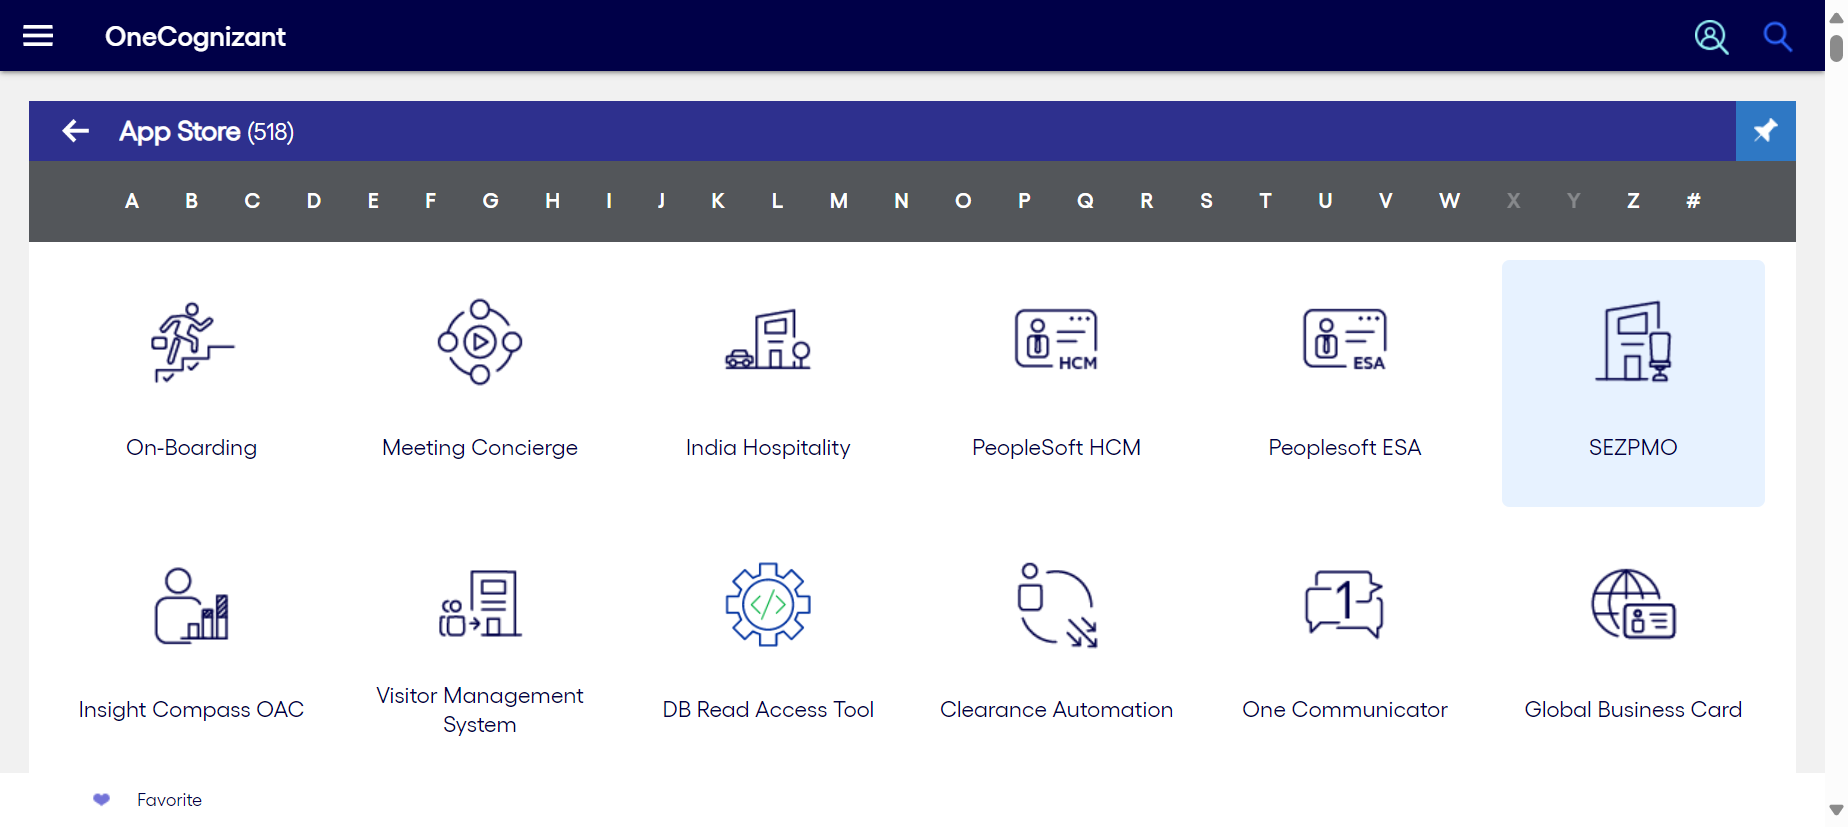 OneCognizant
App Store (518)
A B C D E F G H I J K L M N O P Q R S T U V W X Y Z #
HCM
ESA
On-Boarding
Meeting Concierge
India Hospitality
PeopleSoft HCM
Peoplesoft ESA
SEZPMO
</>
1
Insight Compass OAC
Visitor Management
System
DB Read Access Tool
Clearance Automation
One Communicator
Global Business Card
Favorite